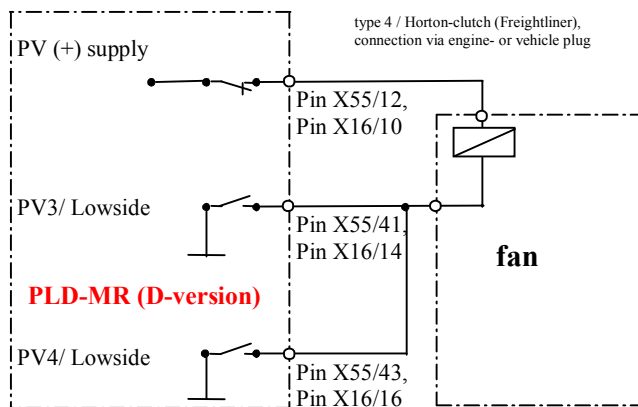 type 4 / Horton-clutch (Freightliner),
connection via engine- or vehicle plug
PV (+) supply
Pin X55/12,
Pin X16/10
PV3/ Lowside
Pin X55/41,
Pin X16/14
fan
PLD-MR (D-version)
PV4/ Lowside
Pin X55/43,
Pin X16/16